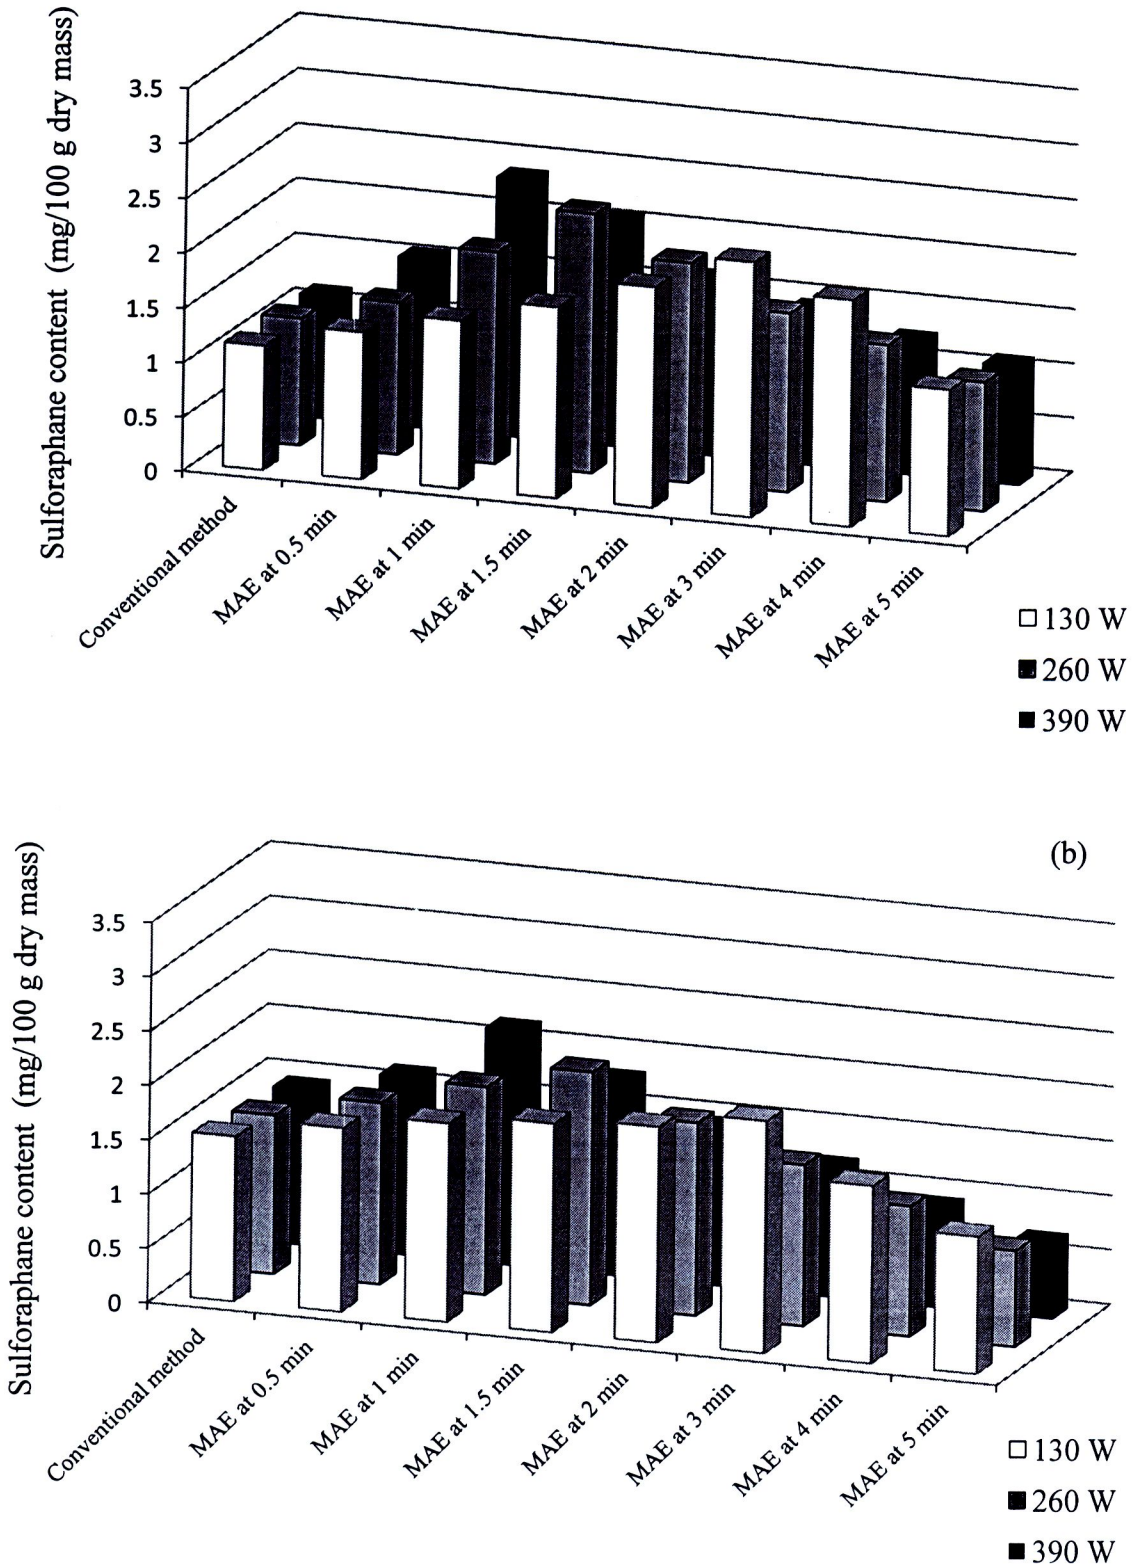 Sulforaphane content (mg/100 g dry mass)
3.5
3
2.5
2
1.5
1
0.5
0
Conventional method
MAE at 0.5 min
MAE at 1 min
MAE at 1.5 min
MAE at 2 min
MAE at 3 min
MAE at 4 min
MAE at 5 min
130 W
260 W
390 W
(b)
Sulforaphane content (mg/100 g dry mass)
3.5
3
2.5
2
1.5
1
0.5
0
Conventional method
MAE at 0.5 min
MAE at 1 min
MAE at 1.5 min
MAE at 2 min
MAE at 3 min
MAE at 4 min
MAE at 5 min
130 W
260 W
390 W